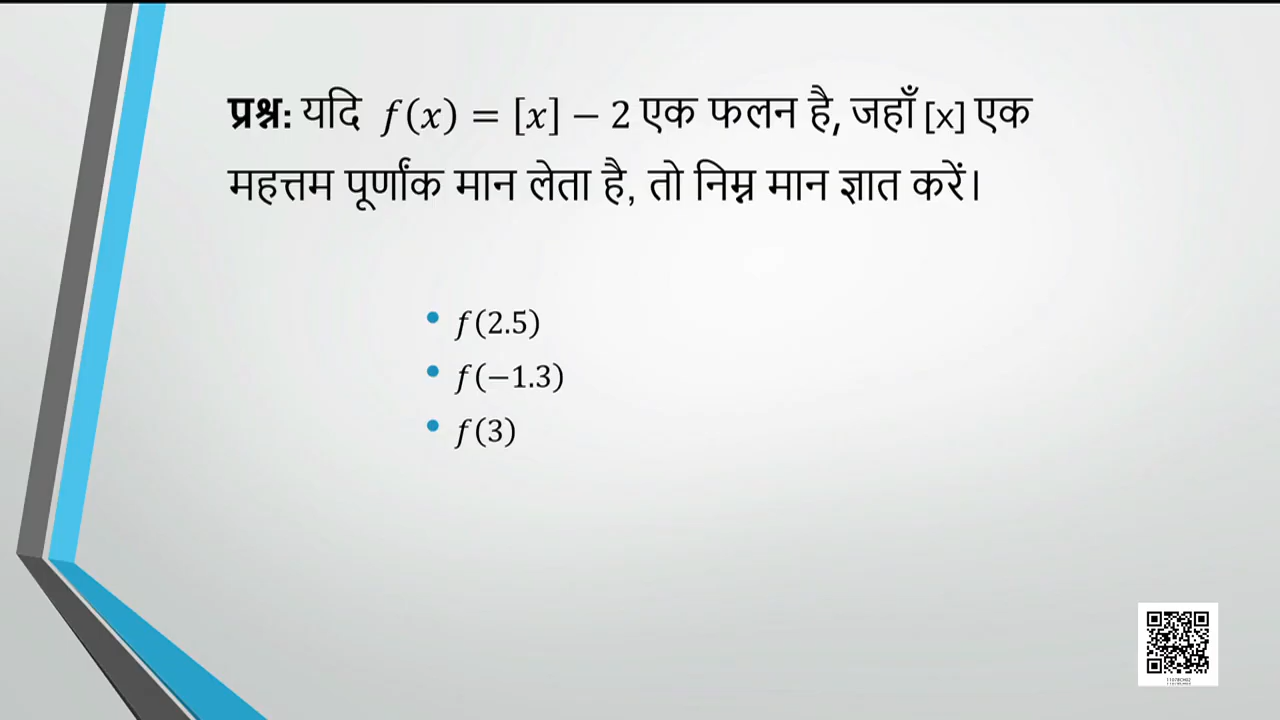 प्रश्न: यदि f(x) = [x] − 2 एक फलन है, जहाँ [x] एक
महत्तम पूर्णांक मान लेता है, तो निम्न मान ज्ञात करें।
• f(2.5)
• f(−1.3)
• f(3)